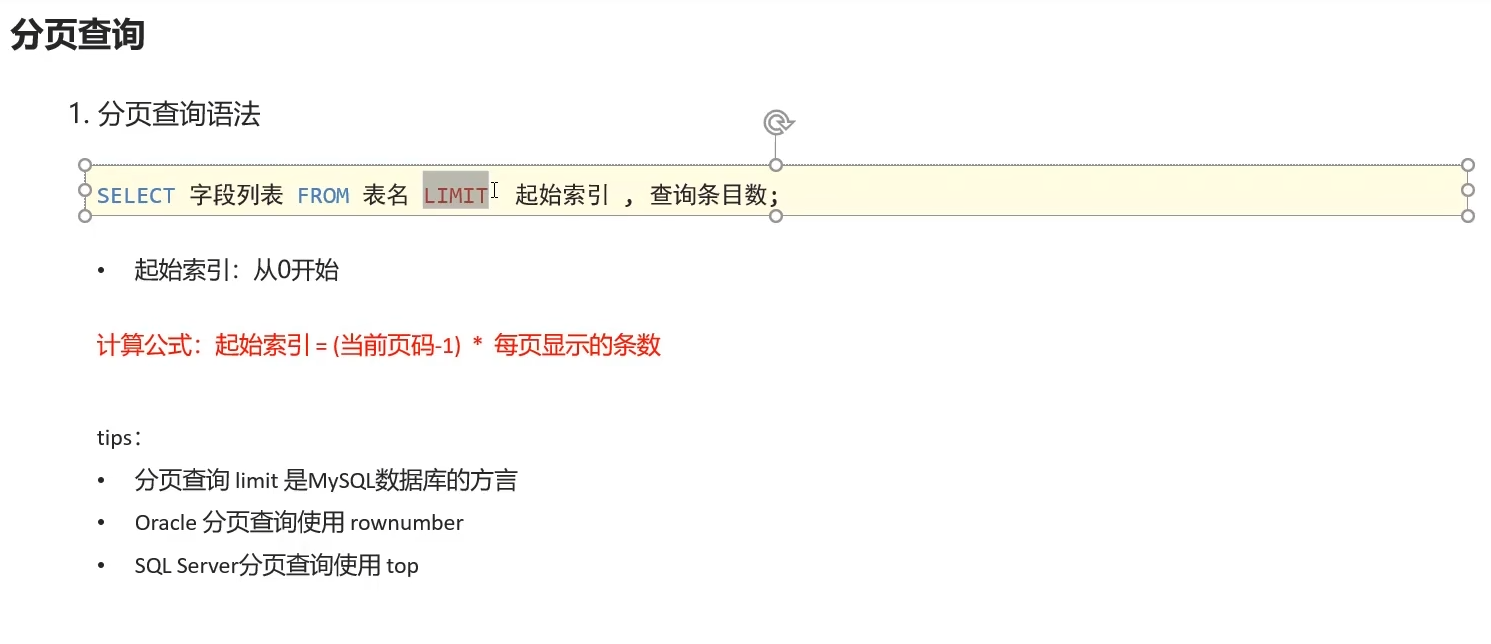 分页查询
1. 分页查询语法
SELECT 字段列表 FROM 表名 LIMIT 起始索引 , 查询条目数;
• 起始索引：从0开始
计算公式：起始索引 = (当前页码-1) * 每页显示的条数
tips：
• 分页查询 limit 是MySQL数据库的方言
• Oracle 分页查询使用 rownumber
• SQL Server分页查询使用 top